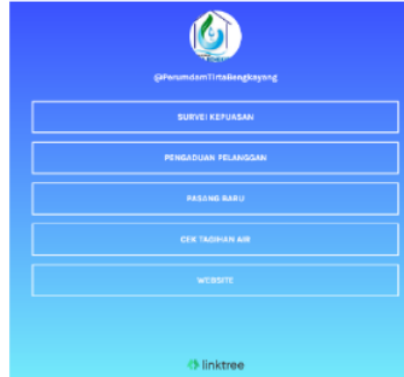 @PerumdamTirtaBengkayang
SURVEI KEPUASAN
PENGADUAN PELANGGAN
PASANG BARU
CEK TAGIHAN AIR
WEBSITE
linktree